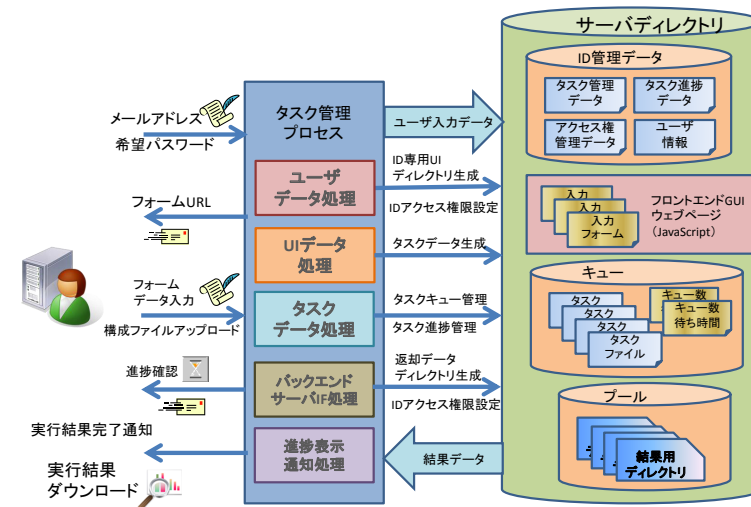 サーバディレクトリ
ID管理データ
タスク管理
データ
タスク進捗
データ
アクセス権
管理データ
ユーザ
情報
メールアドレス
希望パスワード
タスク管理
プロセス
ユーザ入力データ
ユーザ
データ処理
ID専用UI
ディレクトリ生成
IDアクセス権限設定
フォームURL
入力
入力
入力
フォーム
フロントエンドGUI
ウェブページ
(JavaScript)
UIデータ
処理
タスクデータ生成
キュー
フォーム
データ入力
構成ファイルアップロード
タスク
データ処理
タスクキュー管理
タスク進捗管理
タスク
タスク
タスク
タスク
ファイル
キュー数
キュー数
待ち時間
進捗確認
バックエンド
サーバIF処理
返却データ
ディレクトリ生成
IDアクセス権限設定
プール
結果用
ディレクトリ
実行結果完了通知
進捗表示
通知処理
結果データ
実行結果
ダウンロード